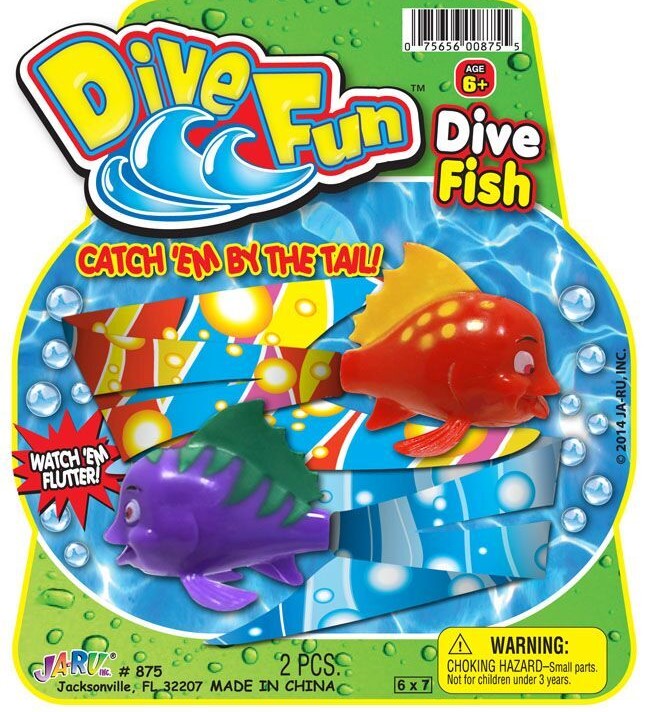 0 75656 00875 5
AGE
6+
Dive
Fun
TM
Dive
Fish
CATCH 'EM BY THE TAIL!
WATCH 'EM
FLUTTER!
© 2014 JA-RU, INC.
JA-RU® INC. # 875
Jacksonville, FL 32207 MADE IN CHINA
2 PCS.
6 x 7
WARNING:
CHOKING HAZARD–Small parts.
Not for children under 3 years.